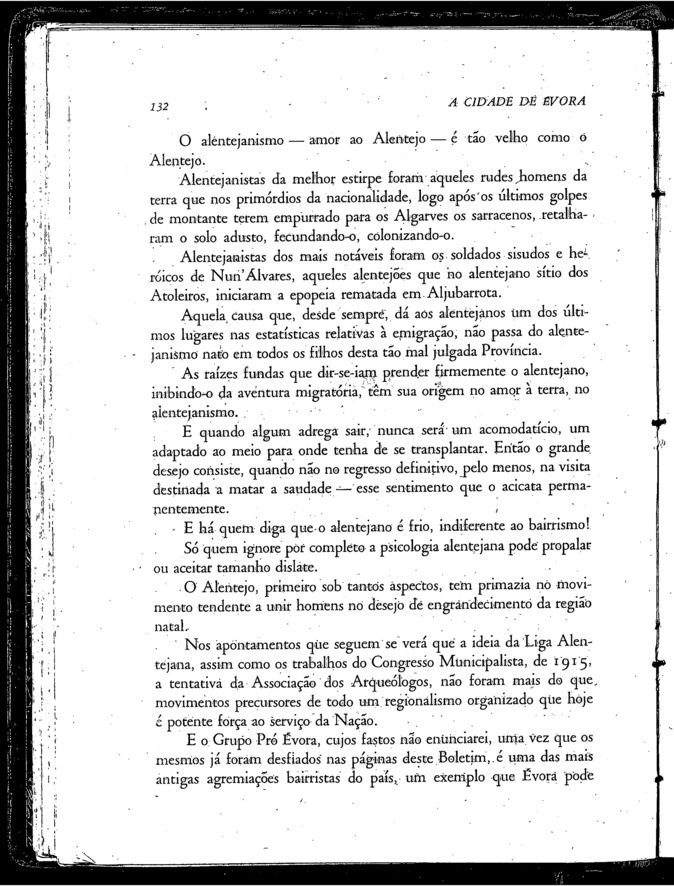 132
A CIDADE DE ÉVORA
O alentejanismo — amor ao Alentejo — é tão velho como o
Alentejo.
Alentejanistas da melhor estirpe foram aqueles rudes homens da
terra que nos primórdios da nacionalidade, logo após os últimos golpes
de montante terem empurrado para os Algarves os sarracenos, retalha-
ram o solo adusto, fecundando-o, colonizando-o.
Alentejanistas dos mais notáveis foram os soldados sisudos e he-
róicos de Nun'Álvares, aqueles alentejões que no alentejano sítio dos
Atoleiros, iniciaram a epopeia rematada em Aljubarrota.
Aquela causa que, desde sempre, dá aos alentejanos um dos últi-
mos lugares nas estatísticas relativas à emigração, não passa do alente-
janismo nato em todos os filhos desta tão mal julgada Província.
As raízes fundas que dir-se-iam prender firmemente o alentejano,
inibindo-o da aventura migratória, têm sua origem no amor à terra, no
alentejanismo.
E quando algum adrega sair, nunca será um acomodatício, um
adaptado ao meio para onde tenha de se transplantar. Então o grande
desejo consiste, quando não no regresso definitivo, pelo menos, na visita
destinada a matar a saudade — esse sentimento que o acicata perma-
nentemente.
E há quem diga que o alentejano é frio, indiferente ao bairrismo!
Só quem ignore por completo a psicologia alentejana pode propalar
ou aceitar tamanho dislate.
O Alentejo, primeiro sob tantos aspectos, tem primazia no movi-
mento tendente a unir homens no desejo de engrandecimento da região
natal.
Nos apontamentos que seguem se verá que a ideia da Liga Alen-
tejana, assim como os trabalhos do Congresso Municipalista, de 1915,
a tentativa da Associação dos Arqueólogos, não foram mais do que
movimentos precursores de todo um regionalismo organizado que hoje
é potente força ao serviço da Nação.
E o Grupo Pró Évora, cujos fastos não enunciarei, uma vez que os
mesmos já foram desfiados nas páginas deste Boletim, é uma das mais
antigas agremiações bairristas do país, um exemplo que Évora pode